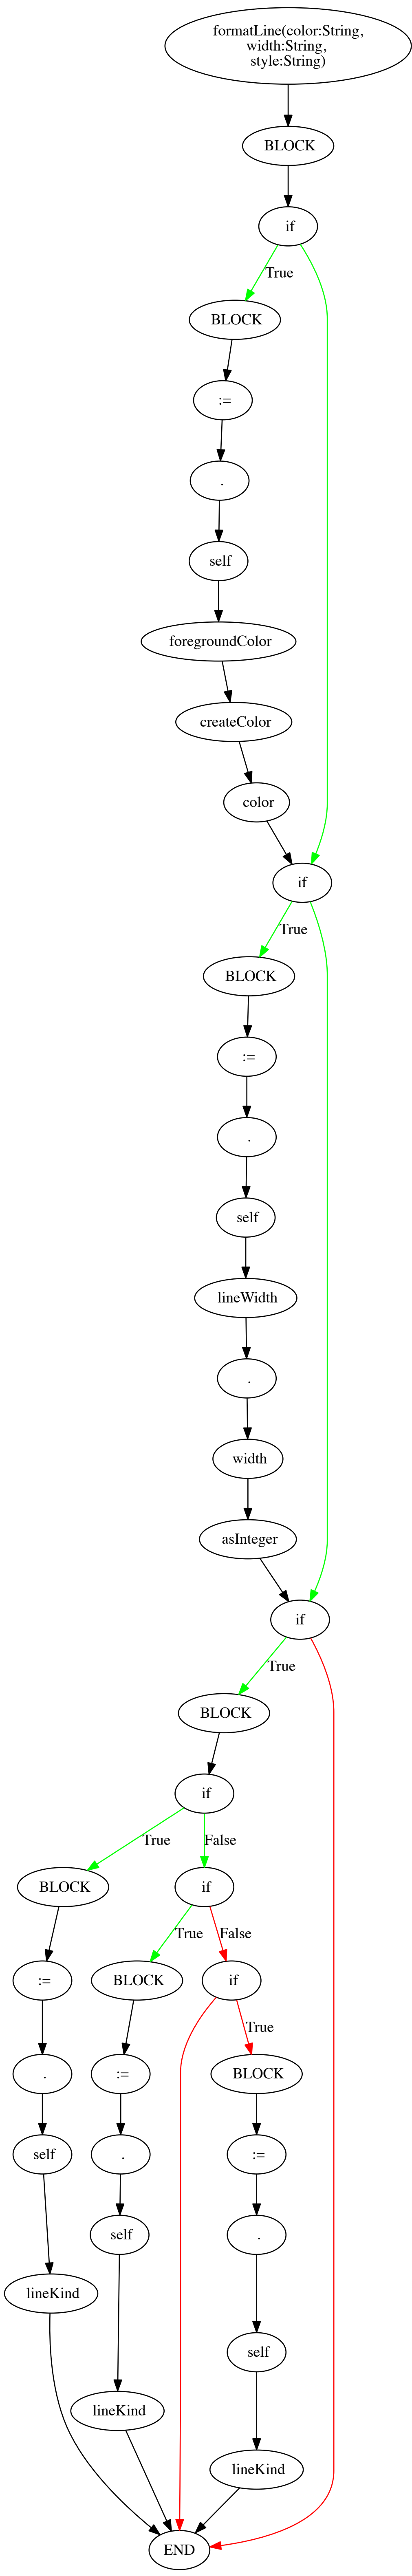 formatLine(color:String,
width:String,
style:String)
BLOCK
if
True
BLOCK
:=
.
self
foregroundColor
createColor
color
if
True
BLOCK
:=
.
self
lineWidth
.
width
asInteger
if
True
BLOCK
if
True
False
BLOCK
if
True
False
:=
BLOCK
if
True
.
:=
BLOCK
self
.
:=
lineKind
self
.
lineKind
self
lineKind
END